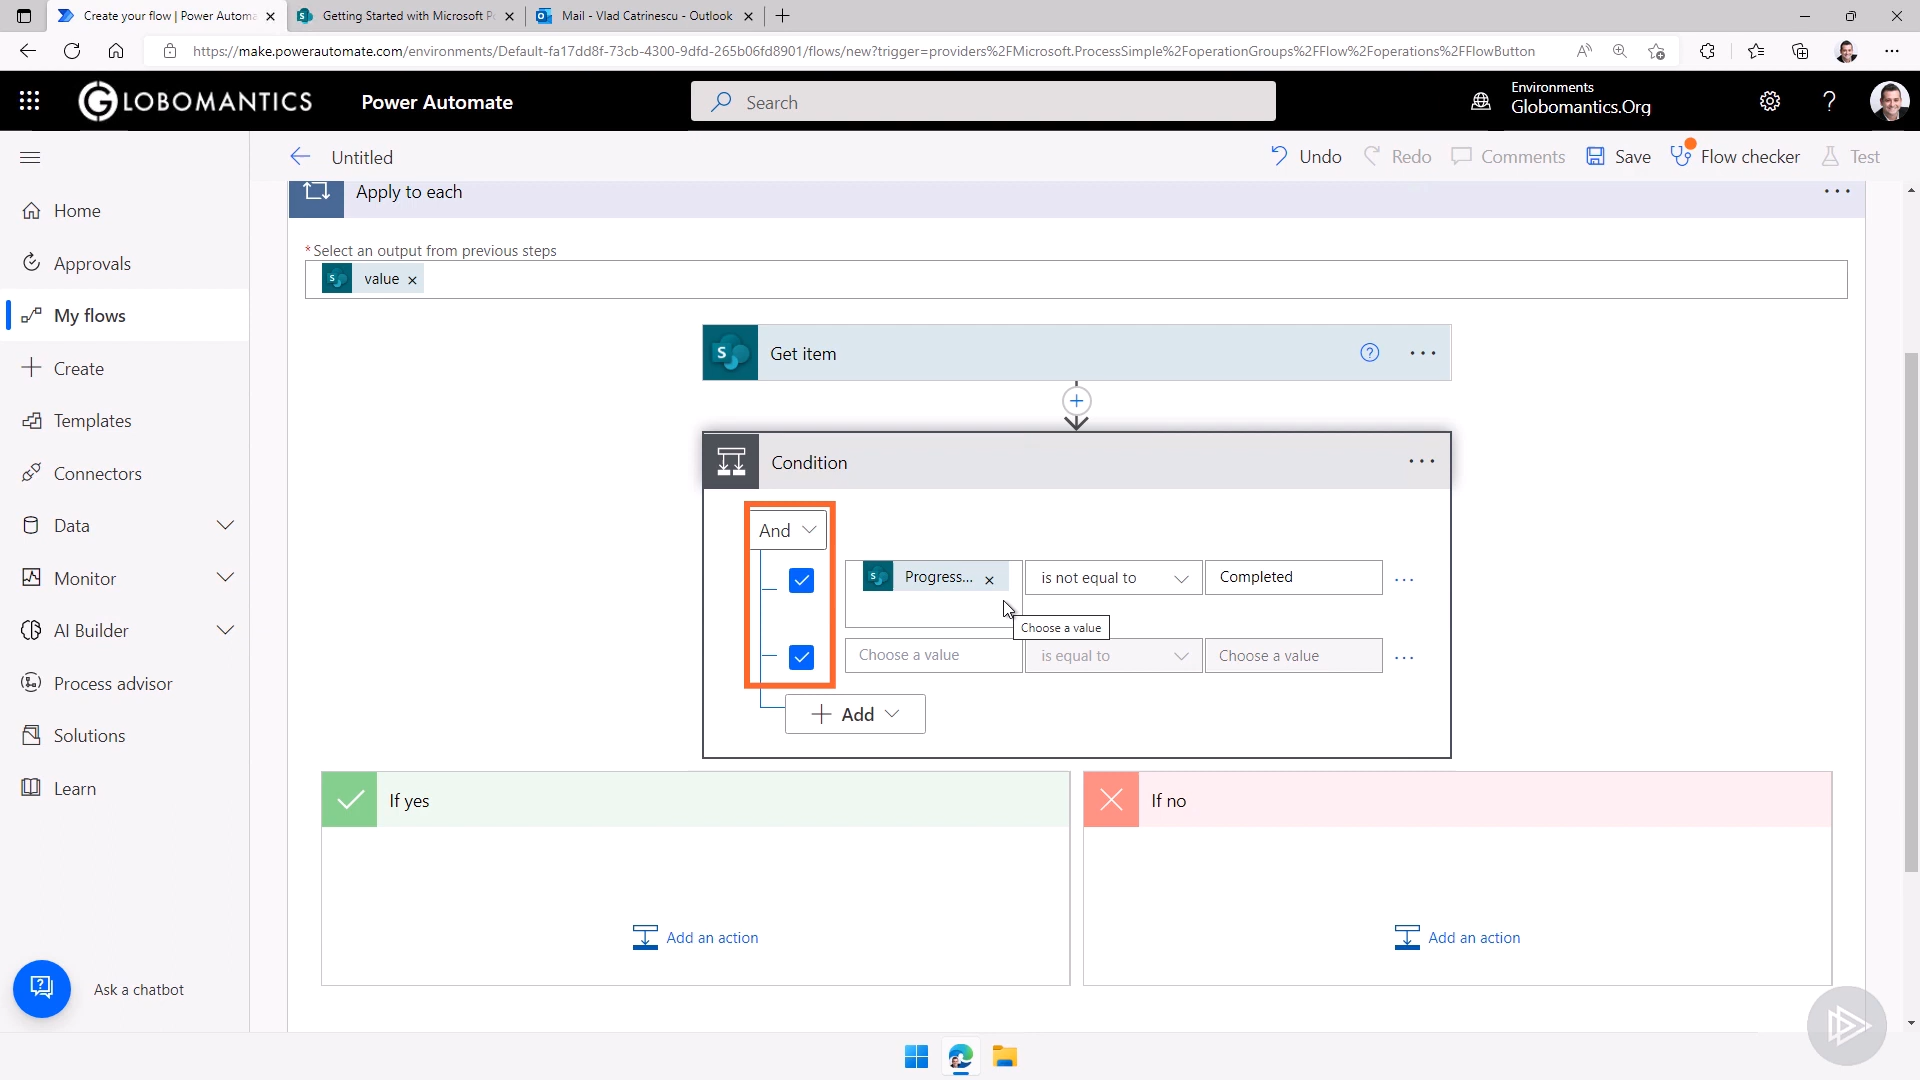 Create your flow | Power Automa
Getting Started with Microsoft P
Mail - Vlad Catrinescu - Outlook
https://make.powerautomate.com/environments/Default-fa17dd8f-73cb-4300-9dfd-265b06fd8901/flows/new?trigger=providers%2FMicrosoft.ProcessSimple%2FoperationGroups%2FFlow%2Foperations%2FFlowButton
GLOBOMANTICS
Power Automate
Search
Environments
Globomantics.Org
Untitled
Undo
Redo
Comments
Save
Flow checker
Test
Home
Approvals
My flows
Create
Templates
Connectors
Data
Monitor
AI Builder
Process advisor
Solutions
Learn
Ask a chatbot
Apply to each
* Select an output from previous steps
value
Get item
Condition
And
Progress...
is not equal to
Completed
Choose a value
Choose a value
is equal to
Choose a value
Add
If yes
Add an action
If no
Add an action